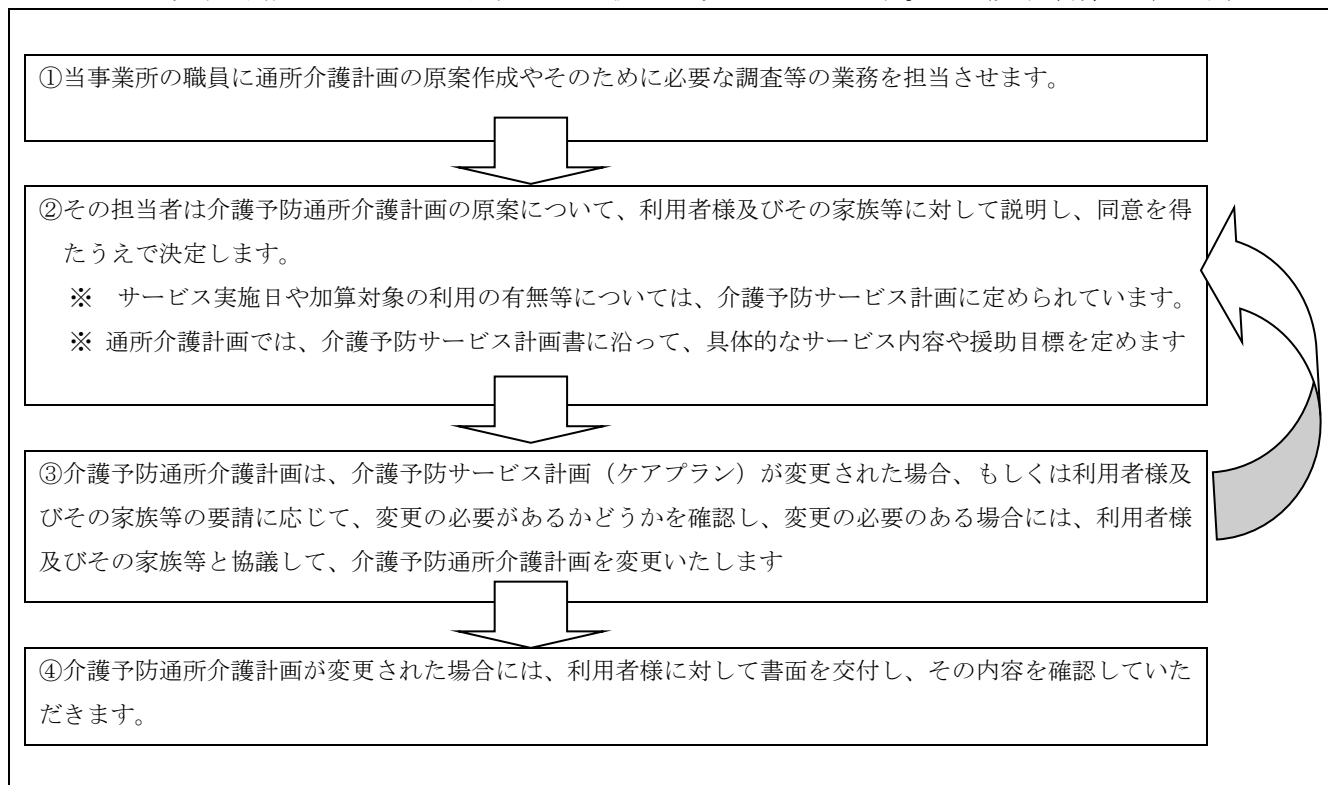 ①当事業所の職員に通所介護計画の原案作成やそのために必要な調査等の業務を担当させます。
②その担当者は介護予防通所介護計画の原案について、利用者様及びその家族等に対して説明し、同意を得
たうえで決定します。
※　サービス実施日や加算対象の利用の有無等については、介護予防サービス計画に定められています。
※ 通所介護計画では、介護予防サービス計画書に沿って、具体的なサービス内容や援助目標を定めます
③介護予防通所介護計画は、介護予防サービス計画（ケアプラン）が変更された場合、もしくは利用者様及
びその家族等の要請に応じて、変更の必要があるかどうかを確認し、変更の必要のある場合には、利用者様
及びその家族等と協議して、介護予防通所介護計画を変更いたします
④介護予防通所介護計画が変更された場合には、利用者様に対して書面を交付し、その内容を確認していた
だきます。